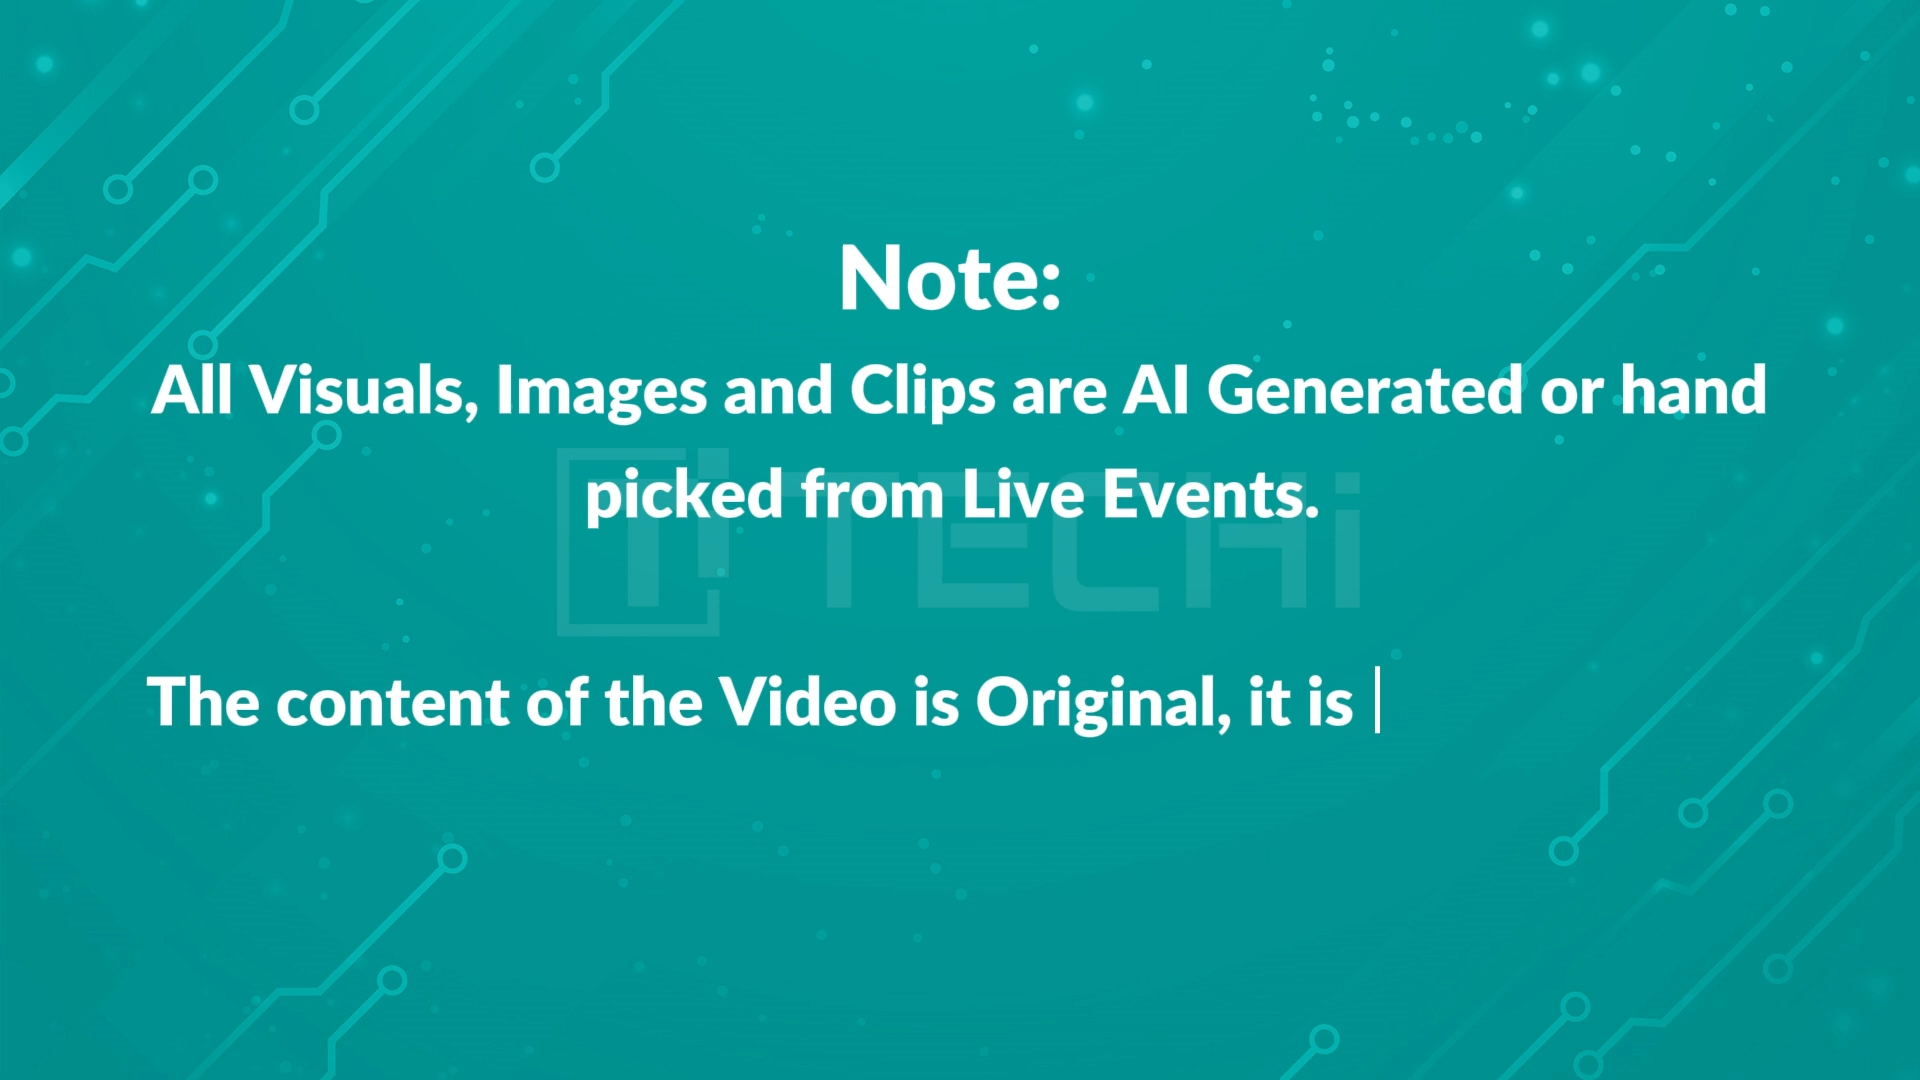 Note:
All Visuals, Images and Clips are AI Generated or hand
picked from Live Events.
TECHi
The content of the Video is Original, it is